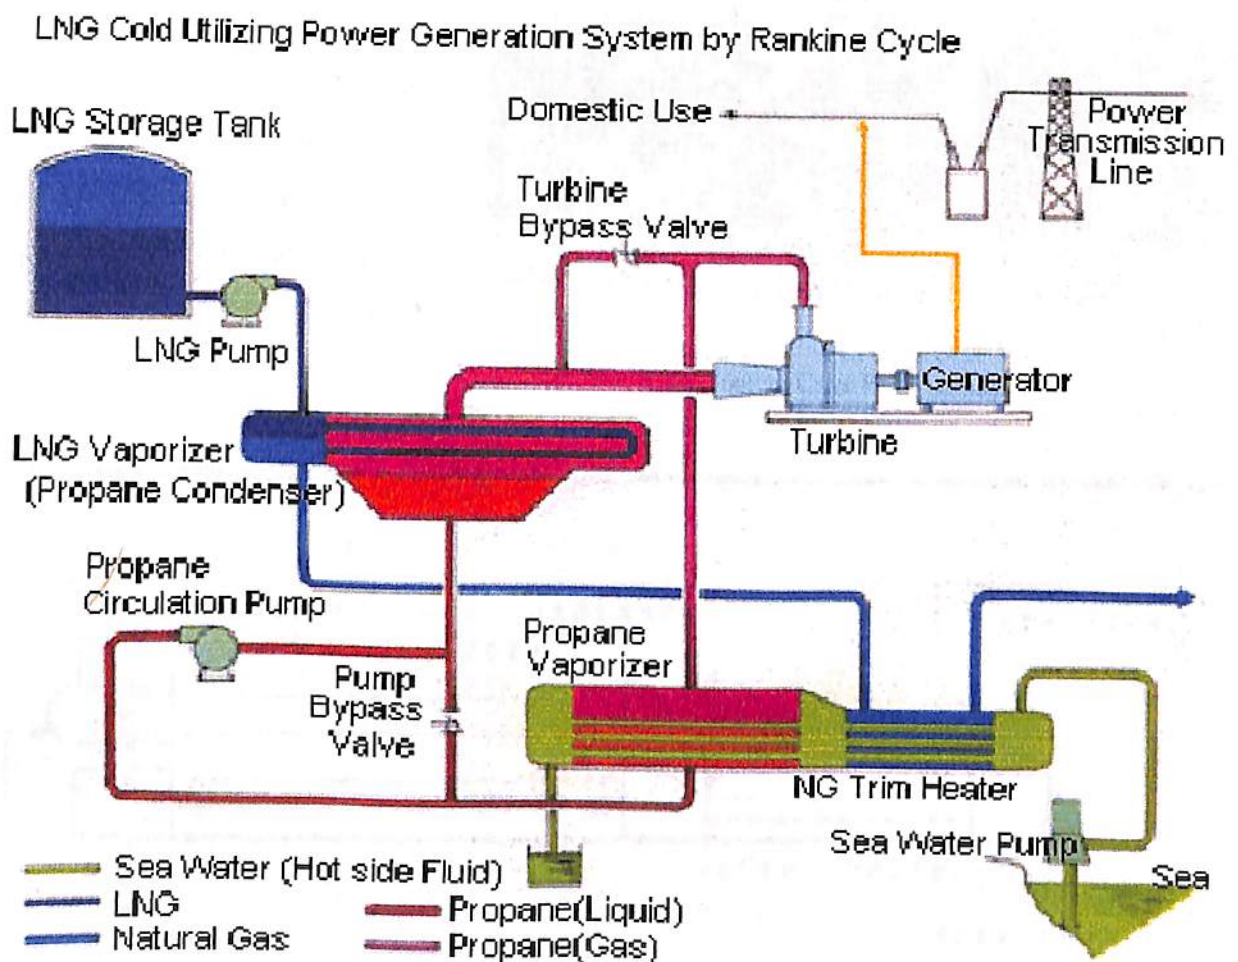 LNG Cold Utilizing Power Generation System by Rankine Cycle
LNG Storage Tank
Domestic Use
Power
Transmission
Line
Turbine
Bypass Valve
LNG Pump
Generator
Turbine
LNG Vaporizer
(Propane Condenser)
Propane
Circulation Pump
Propane
Vaporizer
Pump
Bypass
Valve
NG Trim Heater
Sea Water Pump
Sea
Sea Water (Hot side Fluid)
LNG
Natural Gas
Propane(Liquid)
Propane(Gas)